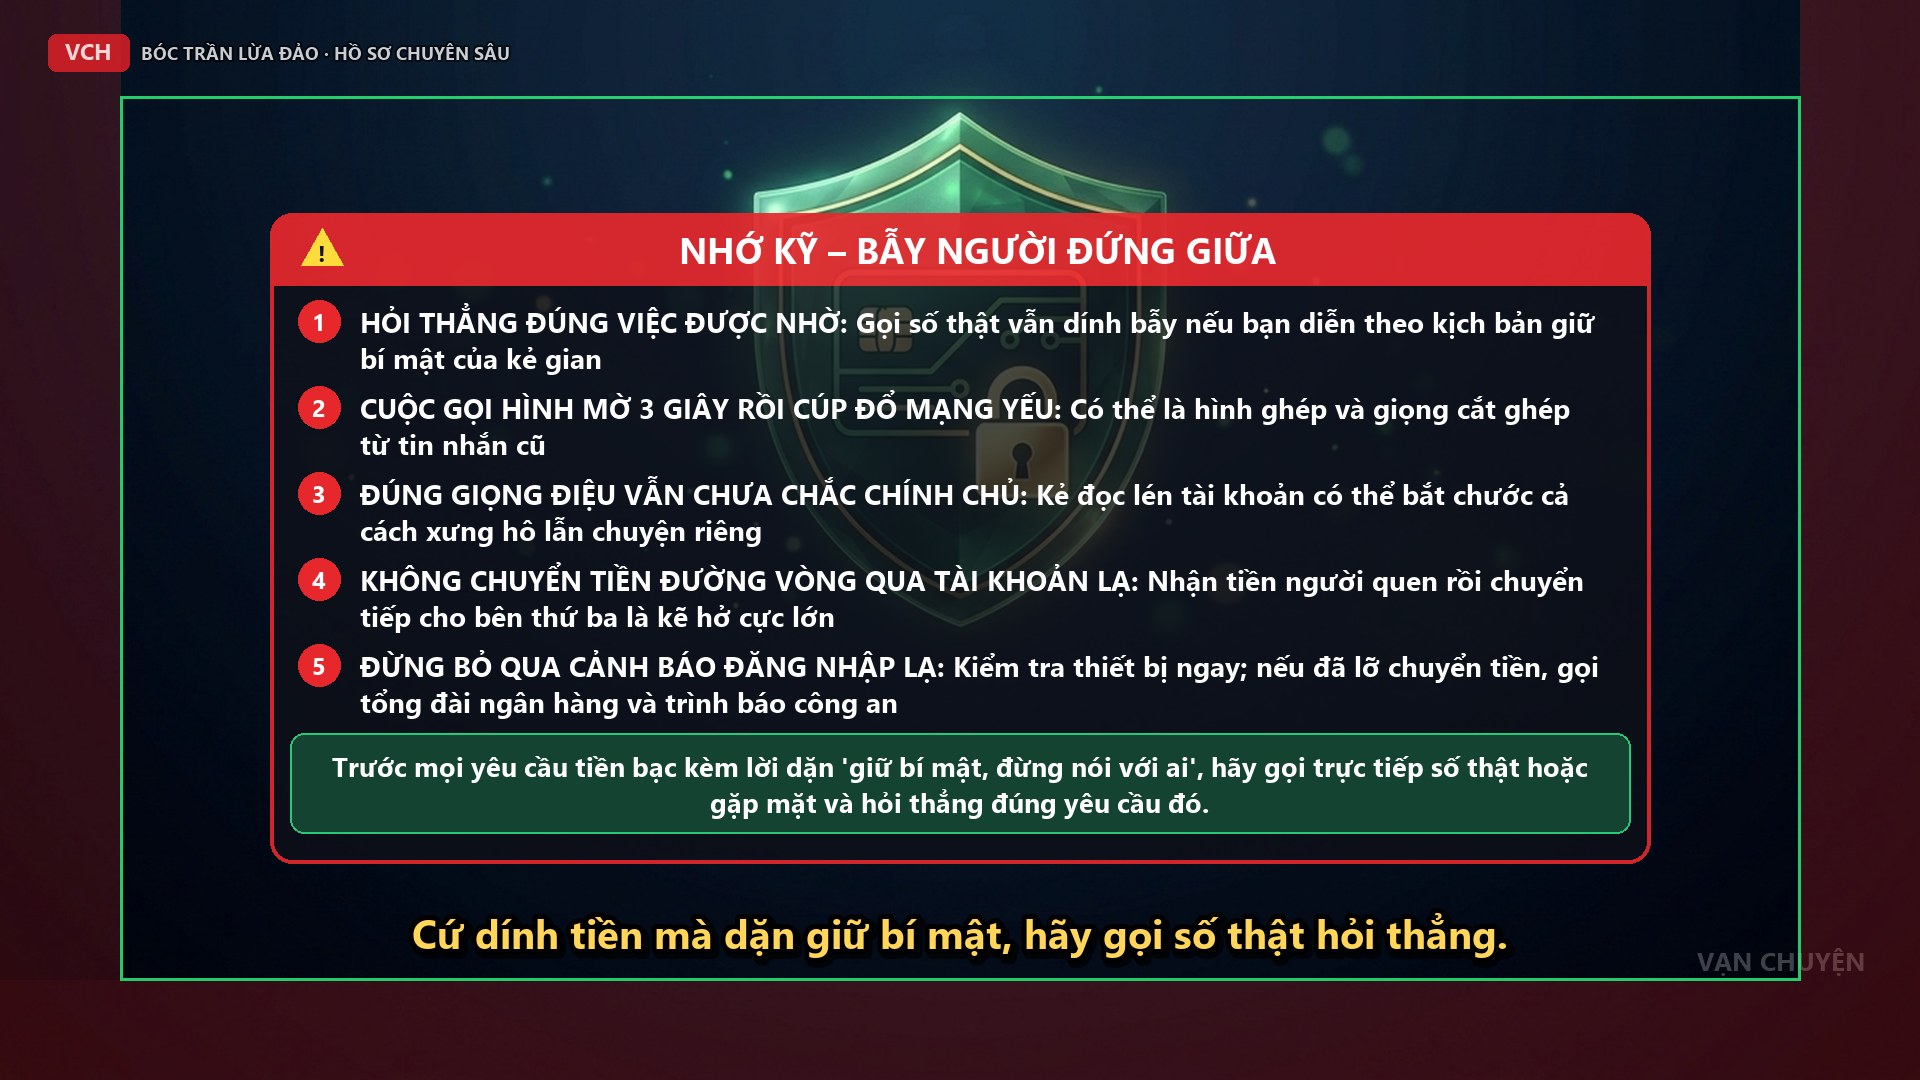 VCH
BÓC TRẦN LỪA ĐẢO · HỒ SƠ CHUYÊN SÂU
!
NHỚ KỸ – BẪY NGƯỜI ĐỨNG GIỮA
1
HỎI THẲNG ĐÚNG VIỆC ĐƯỢC NHỜ: Gọi số thật vẫn dính bẫy nếu bạn diễn theo kịch bản giữ
bí mật của kẻ gian
2
CUỘC GỌI HÌNH MỜ 3 GIÂY RỒI CÚP ĐỔ MẠNG YẾU: Có thể là hình ghép và giọng cắt ghép
từ tin nhắn cũ
3
ĐÚNG GIỌNG ĐIỆU VẪN CHƯA CHẮC CHÍNH CHỦ: Kẻ đọc lén tài khoản có thể bắt chước cả
cách xưng hô lẫn chuyện riêng
4
KHÔNG CHUYỂN TIỀN ĐƯỜNG VÒNG QUA TÀI KHOẢN LẠ: Nhận tiền người quen rồi chuyển
tiếp cho bên thứ ba là kẽ hở cực lớn
5
ĐỪNG BỎ QUA CẢNH BÁO ĐĂNG NHẬP LẠ: Kiểm tra thiết bị ngay; nếu đã lỡ chuyển tiền, gọi
tổng đài ngân hàng và trình báo công an
Trước mọi yêu cầu tiền bạc kèm lời dặn 'giữ bí mật, đừng nói với ai', hãy gọi trực tiếp số thật hoặc
gặp mặt và hỏi thẳng đúng yêu cầu đó.
Cứ dính tiền mà dặn giữ bí mật, hãy gọi số thật hỏi thẳng.
VẠN CHUYỆN